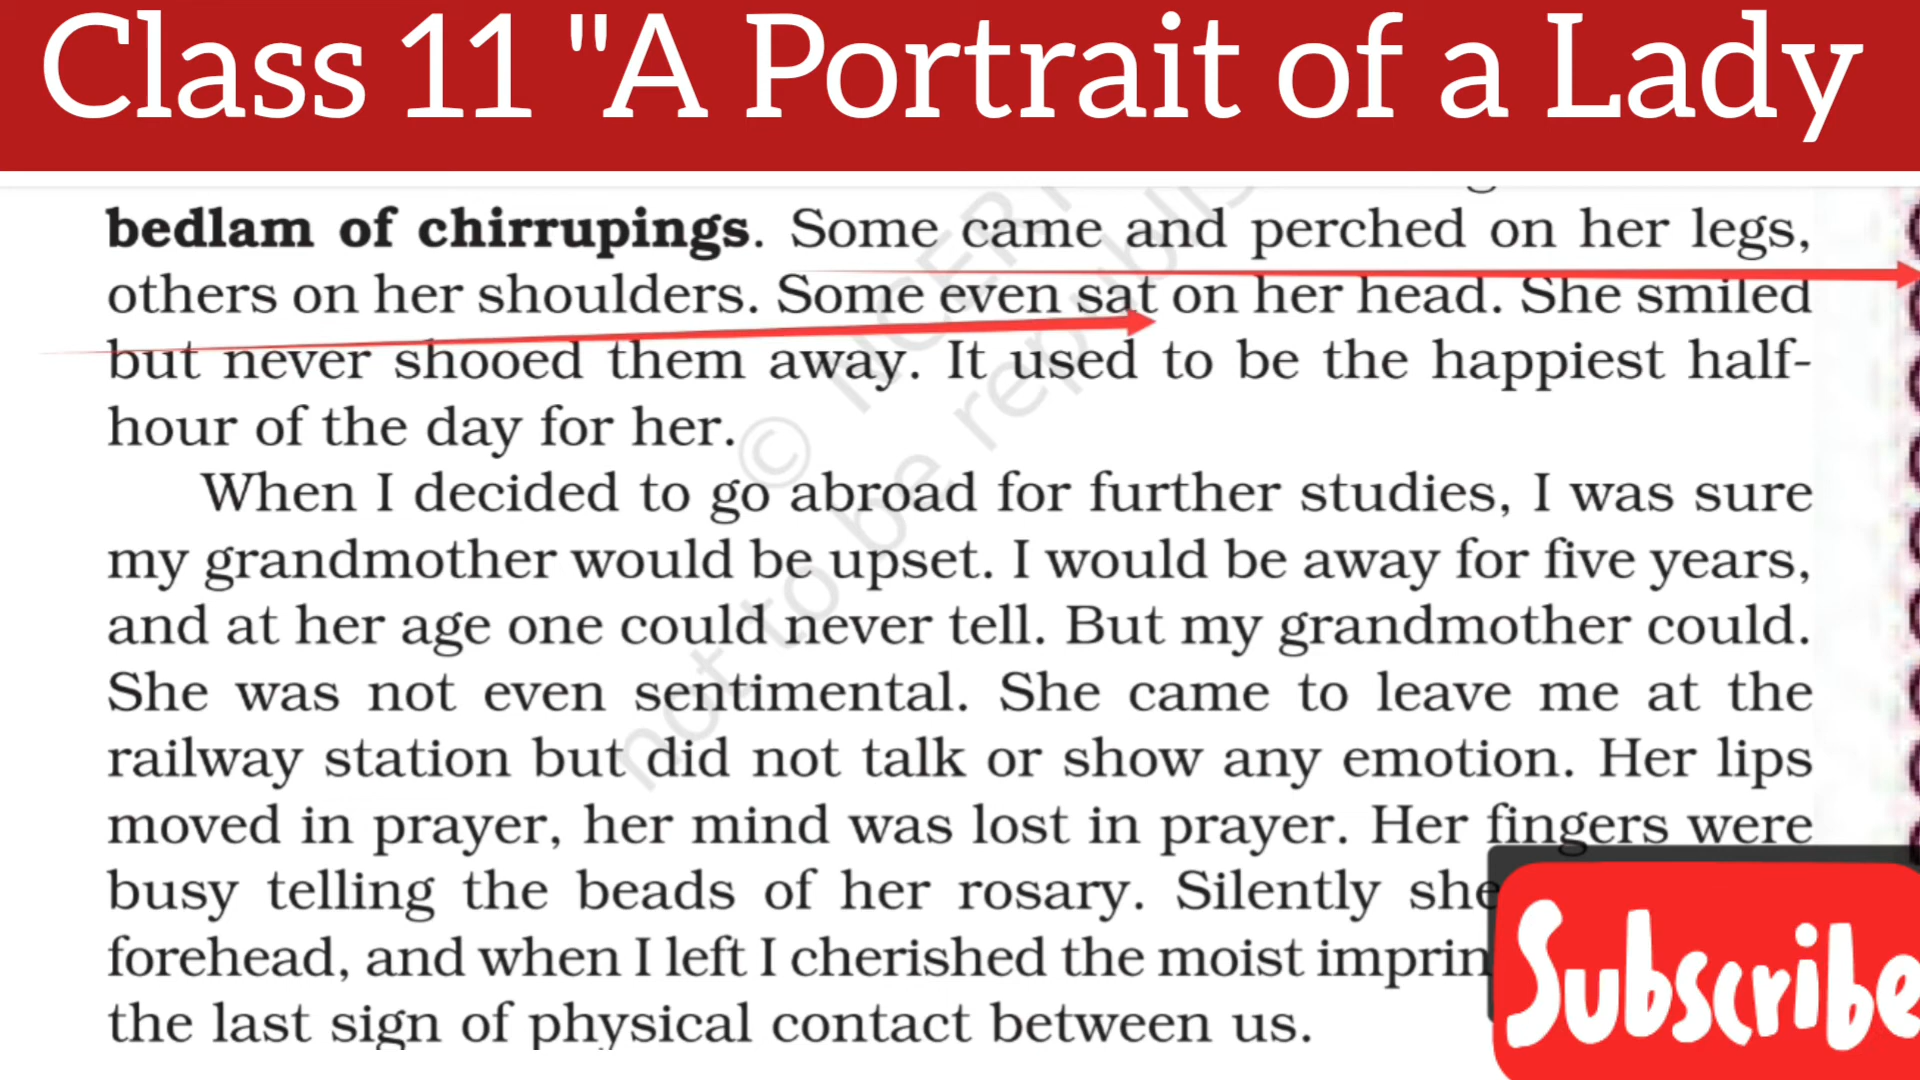 Class 11 "A Portrait of a Lady
bedlam of chirrupings. Some came and perched on her legs,
others on her shoulders. Some even sat on her head. She smiled
but never shooed them away. It used to be the happiest half-
hour of the day for her.
When I decided to go abroad for further studies, I was sure
my grandmother would be upset. I would be away for five years,
and at her age one could never tell. But my grandmother could.
She was not even sentimental. She came to leave me at the
railway station but did not talk or show any emotion. Her lips
moved in prayer, her mind was lost in prayer. Her fingers were
busy telling the beads of her rosary. Silently she
forehead, and when I left I cherished the moist imprin
the last sign of physical contact between us.
© NCERT
not to be republis
Subscribe